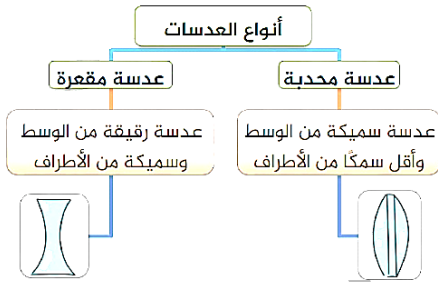 أنواع العدسات
عدسة محدبة
عدسة مقعرة
عدسة سميكة من الوسط
وأقل سمكًا من الأطراف
عدسة رقيقة من الوسط
وسميكة من الأطراف